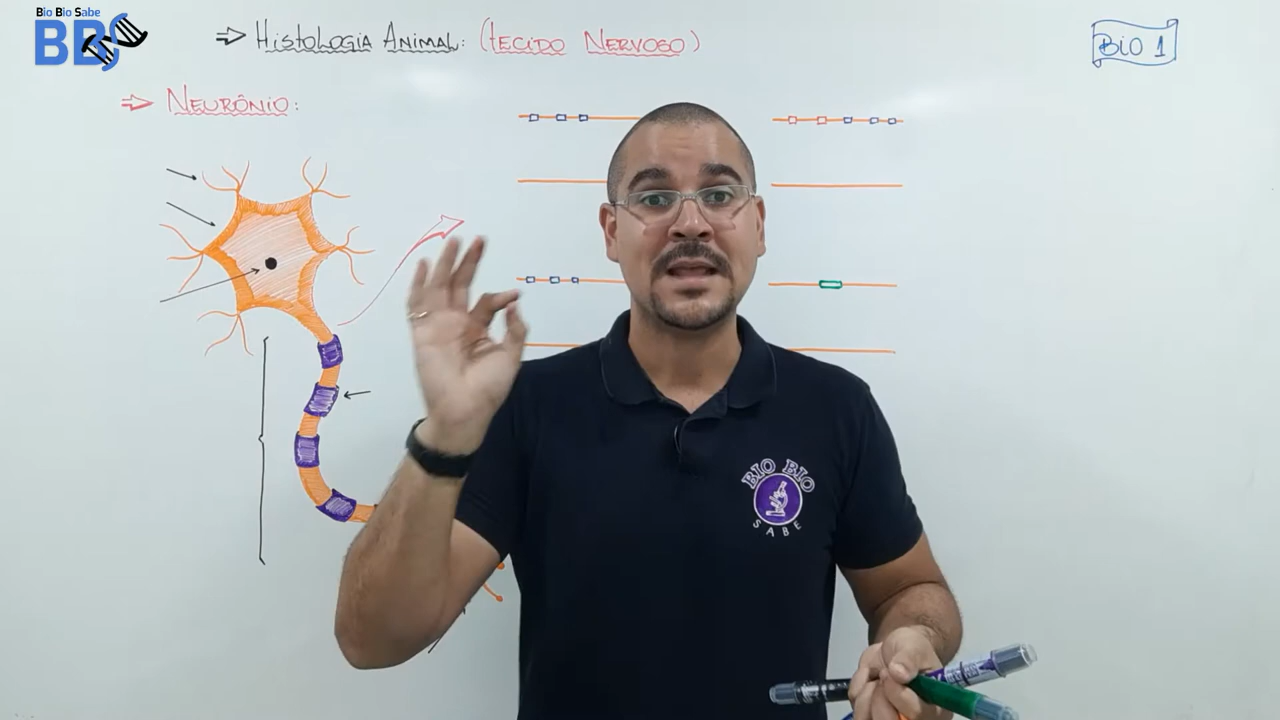 Bio Bio Sabe
BBS
⇒ Histologia Animal: (Tecido Nervoso)
BIO 1
⇒ Neurônio:
BIO BIO
SABE